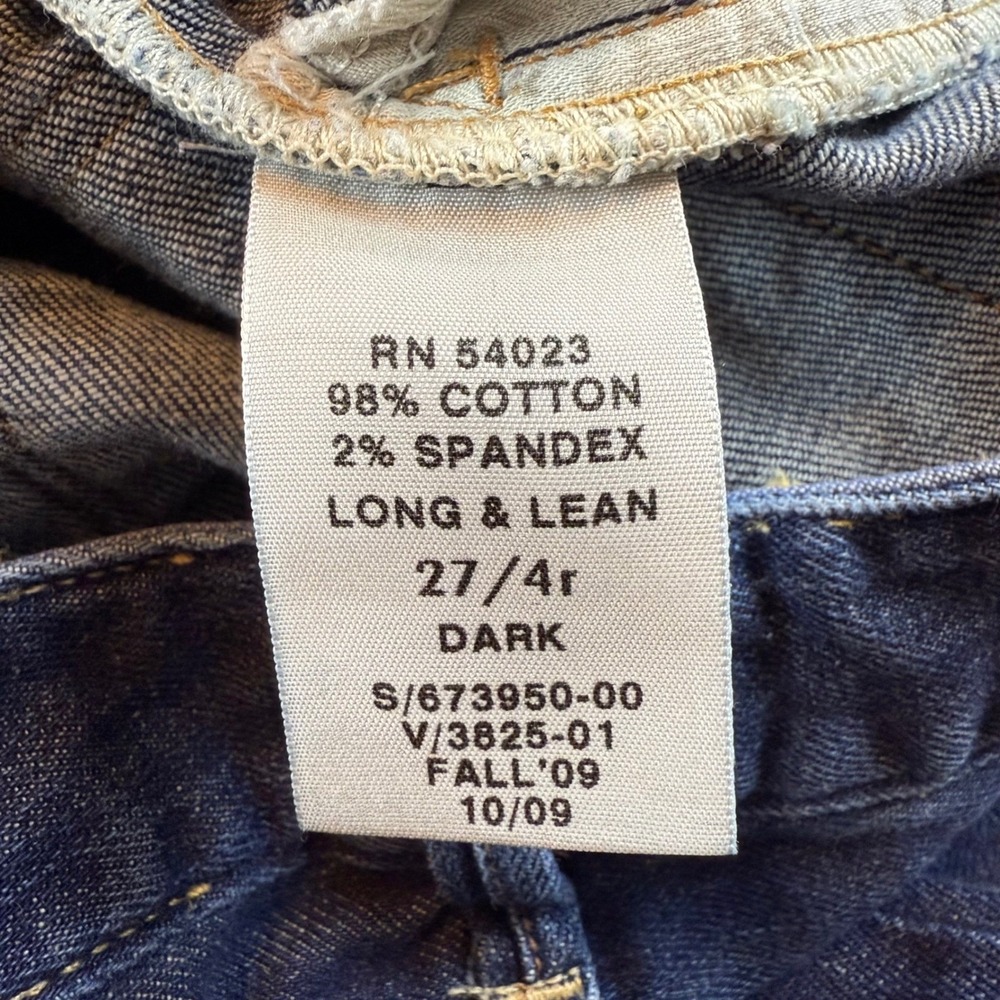 RN 54023
98% COTTON
2% SPANDEX
LONG & LEAN
27/4r
DARK
S/673950-00
V/3825-01
FALL'09
10/09